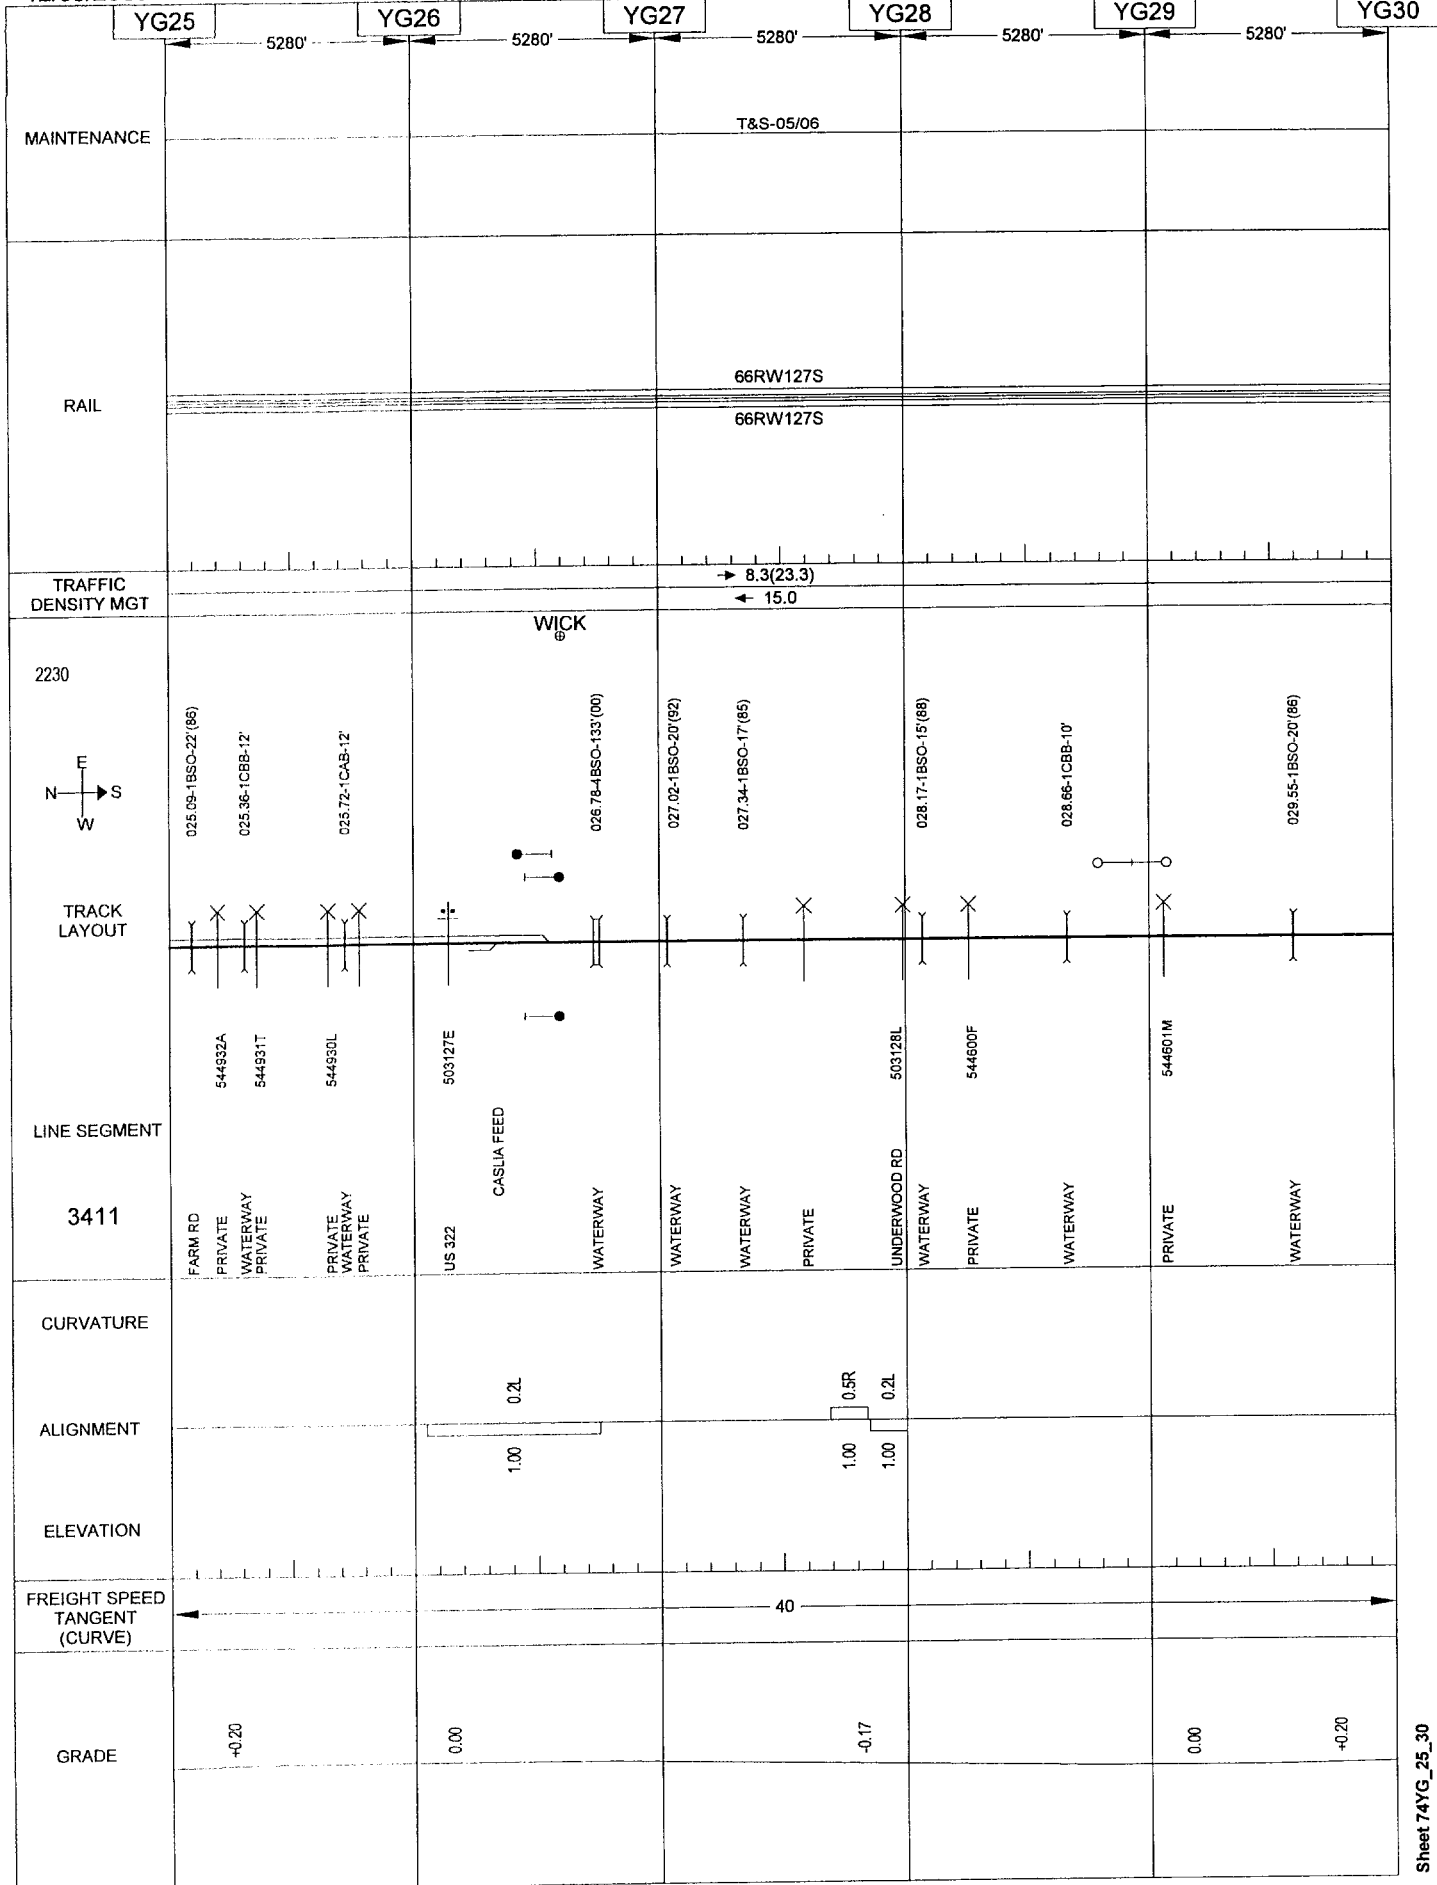 YG25 YG26 YG27 YG28 YG29 YG30
5280' 5280' 5280' 5280' 5280'
MAINTENANCE
T&S-05/06
RAIL
66RW127S
66RW127S
TRAFFIC
DENSITY MGT
→ 8.3(23.3)
← 15.0
WICK
2230
E
N S
W
025.09-1BSO-22'(86)
025.36-1CBB-12'
025.72-1CAB-12'
026.78-4BSO-133'(00)
027.02-1BSO-20'(92)
027.34-1BSO-17'(85)
028.17-1BSO-15'(88)
028.66-1CBB-10'
029.55-1BSO-20'(86)
TRACK
LAYOUT
544932A
544931T
544930L
503127E
503128L
544600F
544601M
LINE SEGMENT
3411
FARM RD
PRIVATE
WATERWAY
PRIVATE
PRIVATE
WATERWAY
PRIVATE
US 322
CASLIA FEED
WATERWAY
WATERWAY
WATERWAY
PRIVATE
UNDERWOOD RD
WATERWAY
PRIVATE
WATERWAY
PRIVATE
WATERWAY
CURVATURE
0.2L
0.5R
0.2L
ALIGNMENT
1.00
1.00
1.00
ELEVATION
FREIGHT SPEED
TANGENT
(CURVE)
40
GRADE
+0.20
0.00
-0.17
0.00
+0.20
Sheet 74YG_25_30